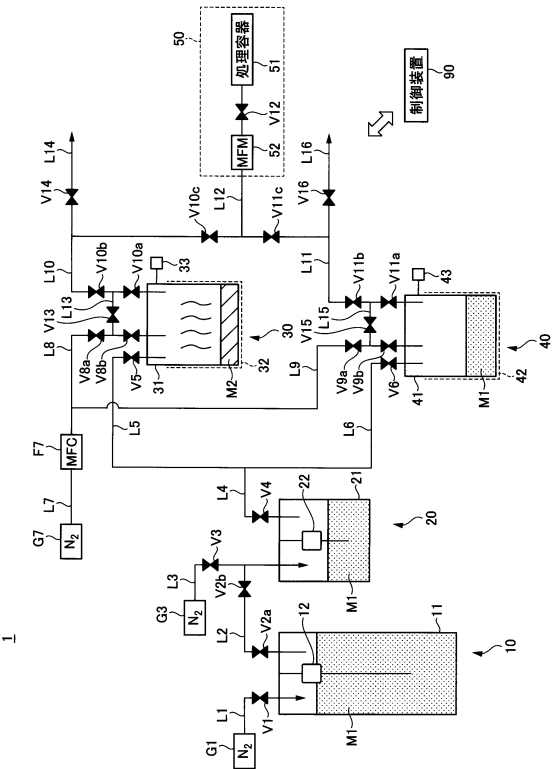 1
50
処理容器
51
V12
MFM
52
制御装置
90
L14
V14
L16
V16
V10c
L12
V11c
L10
V10b
V10a
33
L13
V13
L8
V8a
V8b
V5
31
M2
32
30
L11
V11b
V11a
43
L15
V15
L9
V9a
V9b
V6
41
M1
42
40
F7
MFC
L7
G7
N2
L5
L6
L4
V4
22
21
20
M1
V3
L3
G3
N2
V2b
L2
V2a
12
11
10
M1
L1
V1
G1
N2